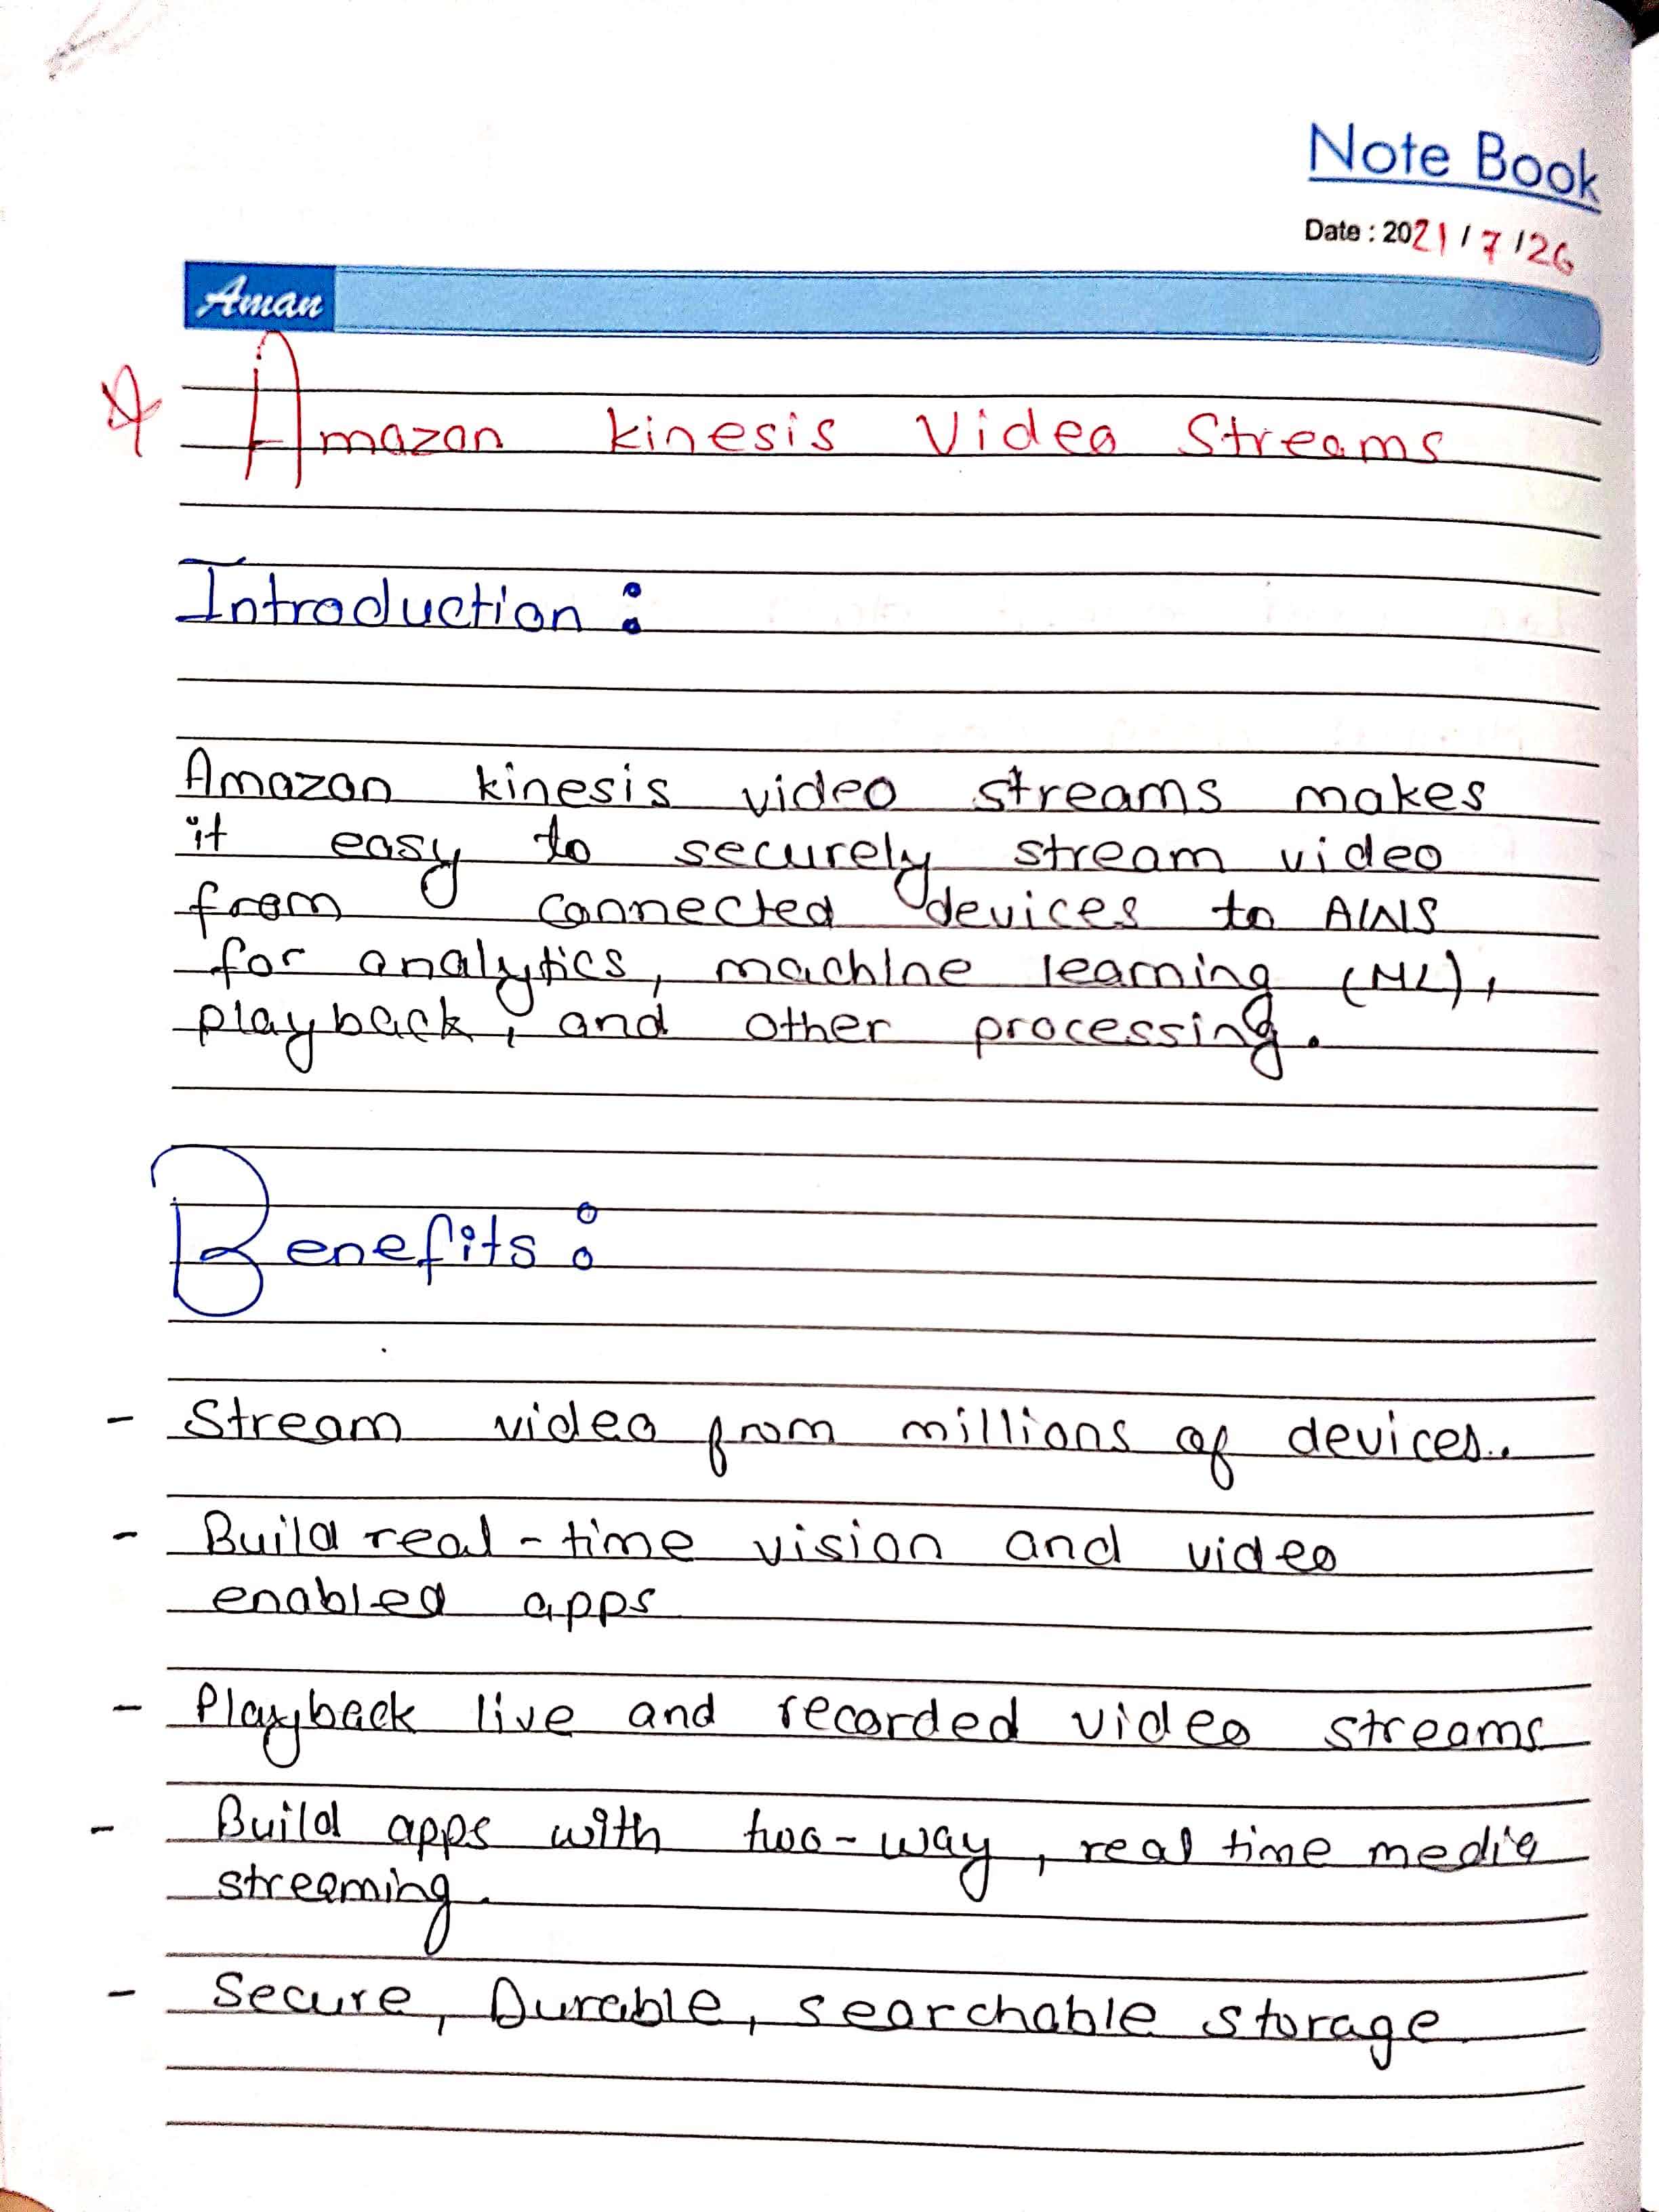 Note Book
Date : 2021/7/26
Aman
Amazon kinesis Video Streams
Introduction :
Amazon kinesis video streams makes
it easy to securely stream video
from connected devices to AWS
for analytics, machine learning (ML),
playback, and other processing.
Benefits :
- Stream video from millions of devices.
- Build real-time vision and video
enabled apps
- Playback live and recorded video streams
- Build apps with two-way, real time media
streaming.
- Secure, Durable, searchable storage